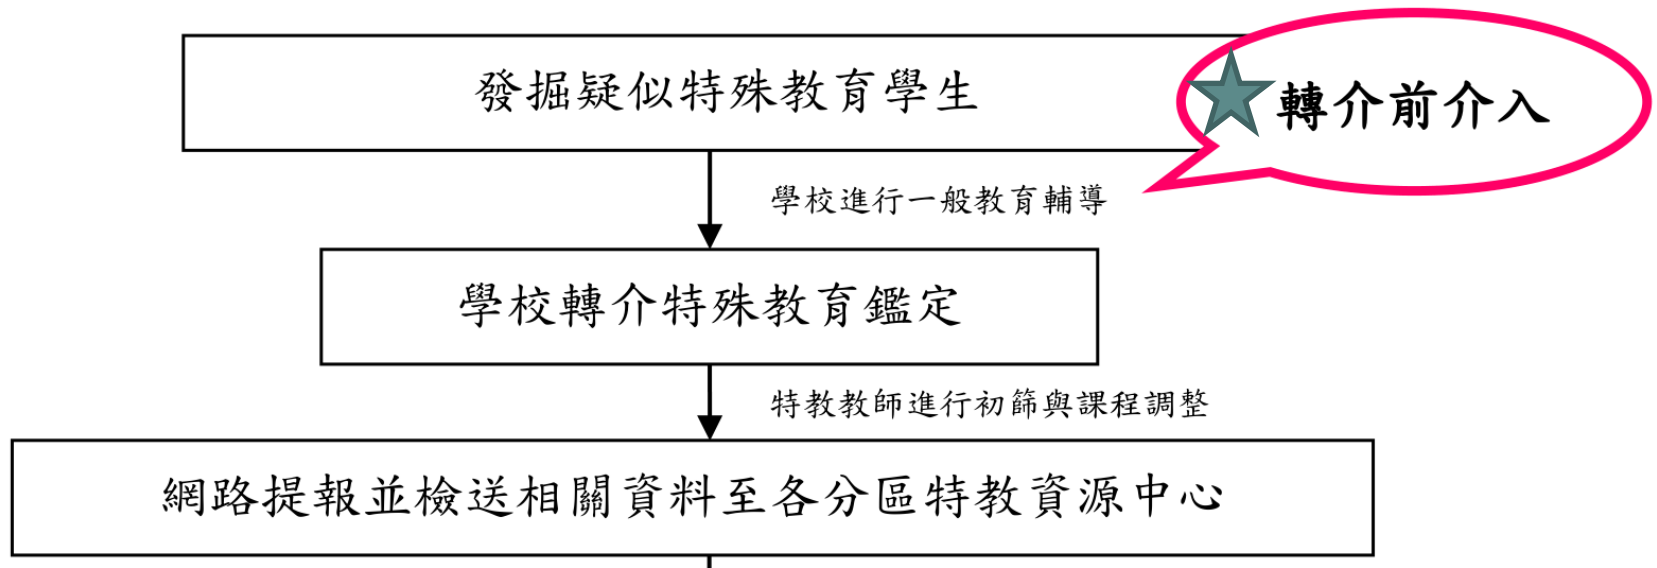 發掘疑似特殊教育學生
轉介前介入
學校進行一般教育輔導
學校轉介特殊教育鑑定
特教教師進行初篩與課程調整
網路提報並檢送相關資料至各分區特教資源中心